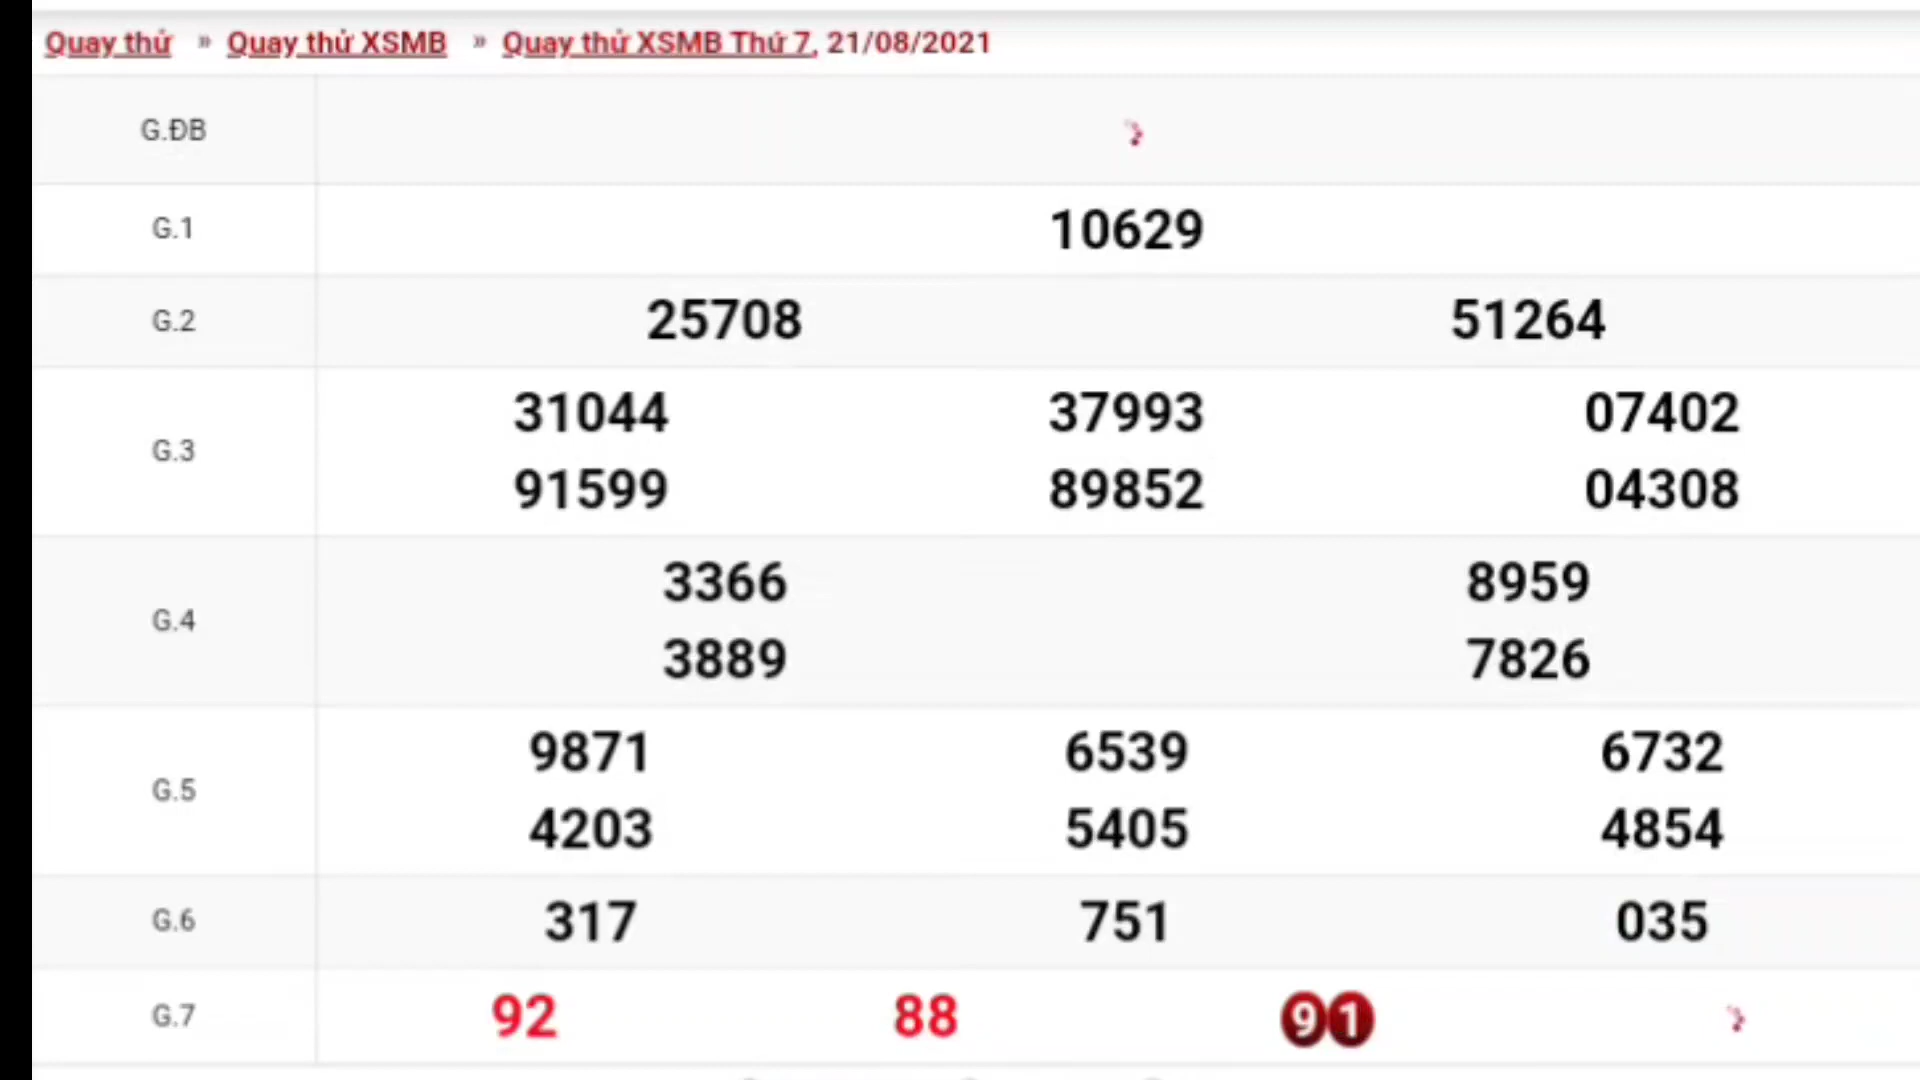 Quay thử » Quay thử XSMB » Quay thử XSMB Thứ 7, 21/08/2021
G.ĐB
G.1 10629
G.2 25708 51264
G.3 31044 37993 07402
91599 89852 04308
G.4 3366 8959
3889 7826
G.5 9871 6539 6732
4203 5405 4854
G.6 317 751 035
G.7 92 88 91